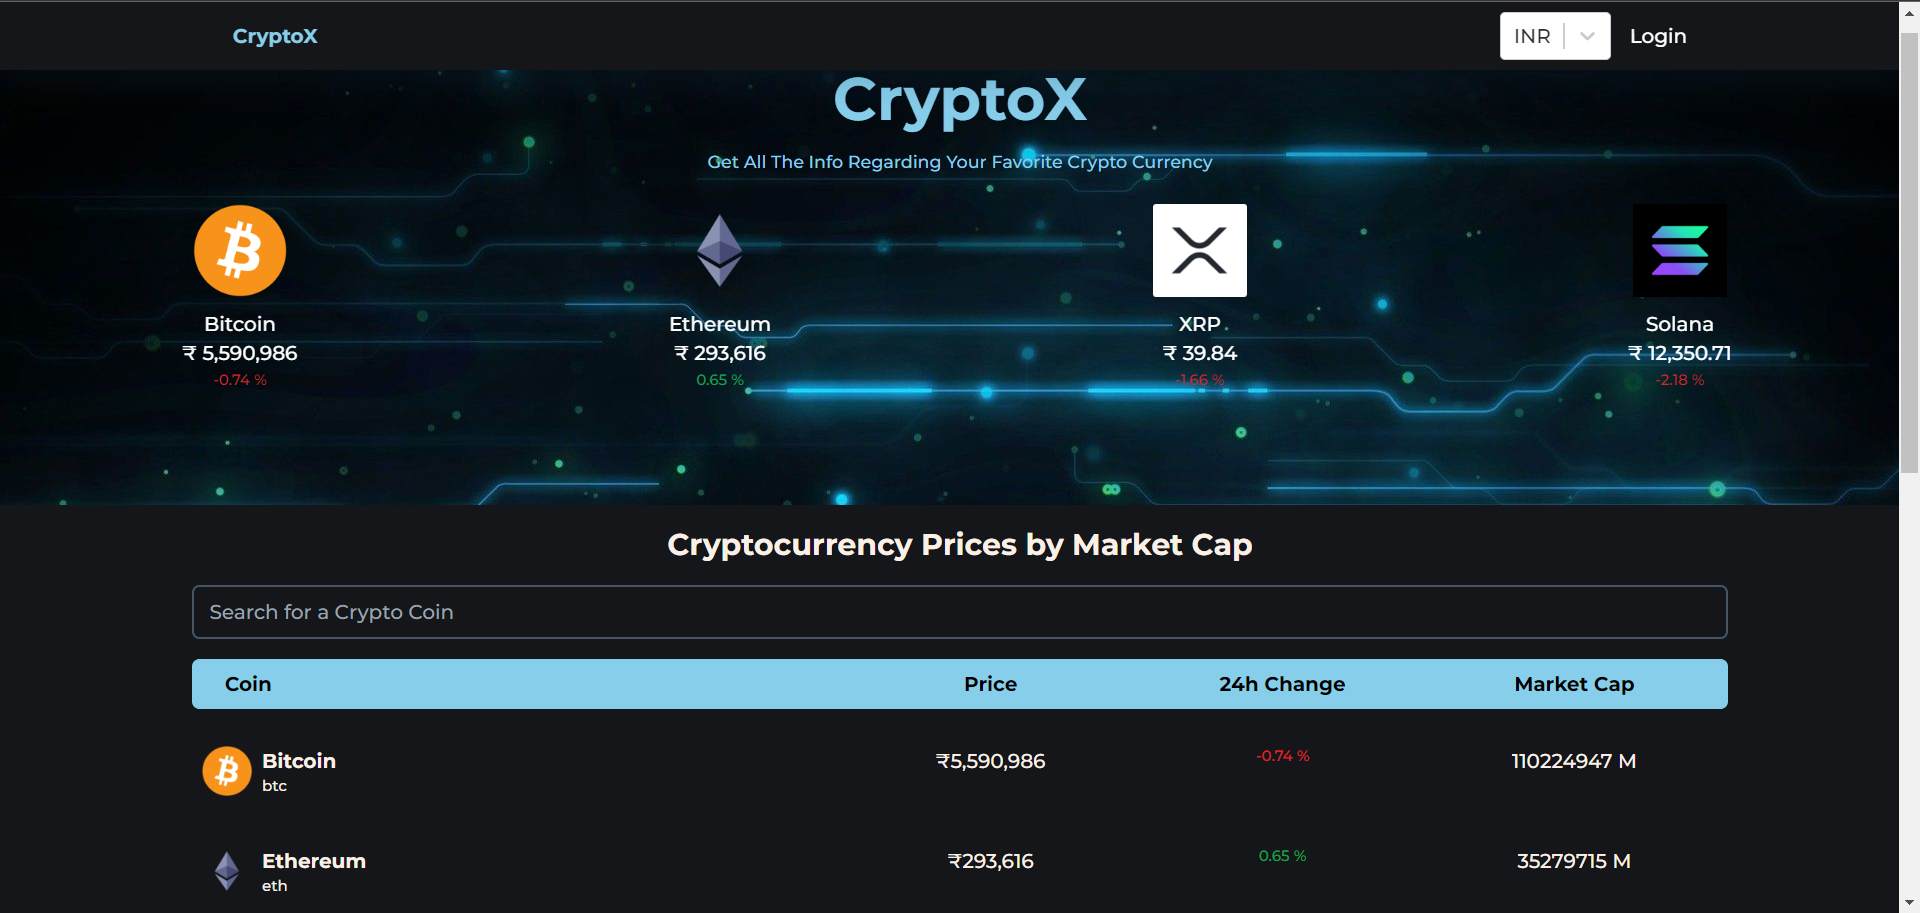 CryptoX
INR
Login
CryptoX
Get All The Info Regarding Your Favorite Crypto Currency
Bitcoin
₹ 5,590,986
-0.74 %
Ethereum
₹ 293,616
0.65 %
XRP
₹ 39.84
-1.66 %
Solana
₹ 12,350.71
-2.18 %
Cryptocurrency Prices by Market Cap
Search for a Crypto Coin
Coin Price 24h Change Market Cap
Bitcoin ₹5,590,986 -0.74 % 110224947 M
btc
Ethereum ₹293,616 0.65 % 35279715 M
eth